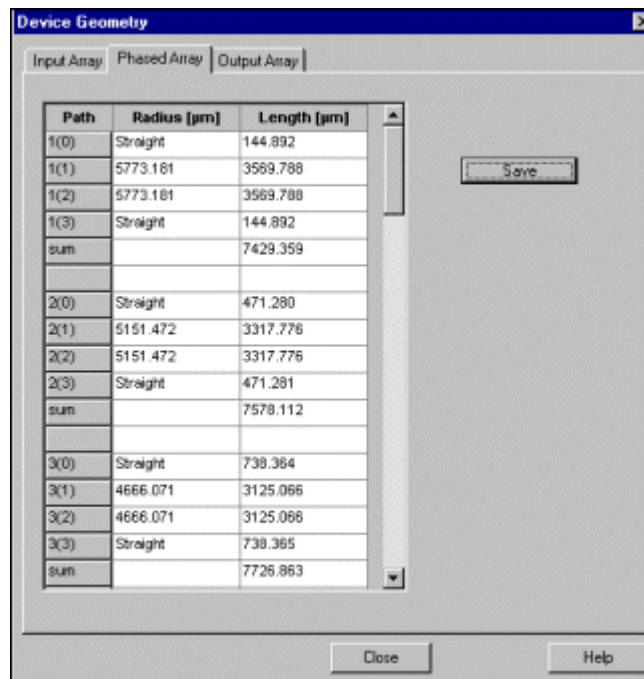 Device Geometry
Input Array Phased Array Output Array
Path Radius [µm] Length [µm]
1(0) Straight 144.892
1(1) 5773.181 3569.788
1(2) 5773.181 3569.788
1(3) Straight 144.892
sum 7429.359
2(0) Straight 471.280
2(1) 5151.472 3317.776
2(2) 5151.472 3317.776
2(3) Straight 471.281
sum 7578.112
3(0) Straight 738.364
3(1) 4666.071 3125.066
3(2) 4666.071 3125.066
3(3) Straight 738.365
sum 7726.863
Save
Close Help